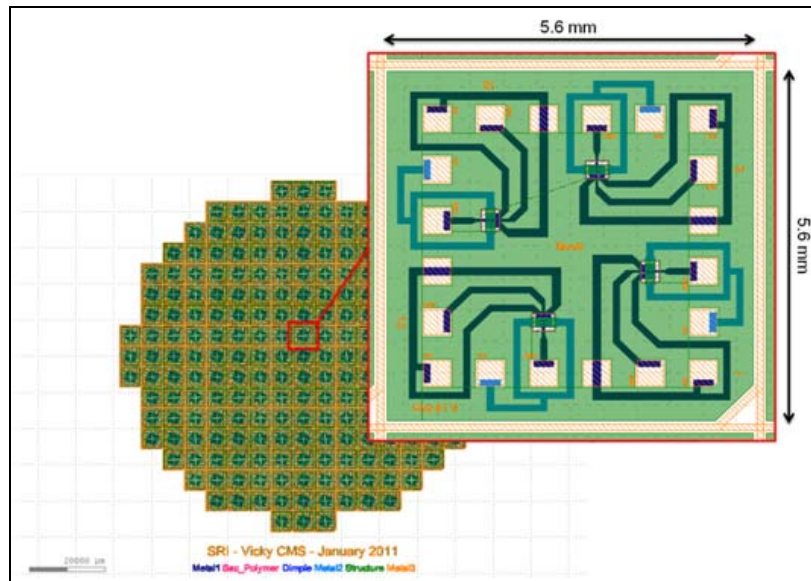 5.6 mm
5.6 mm
SRI - Vicky CMS - January 2011
Metal1 Sac_Polymer Dimple Metal2 Structure Metal3
20000 µm